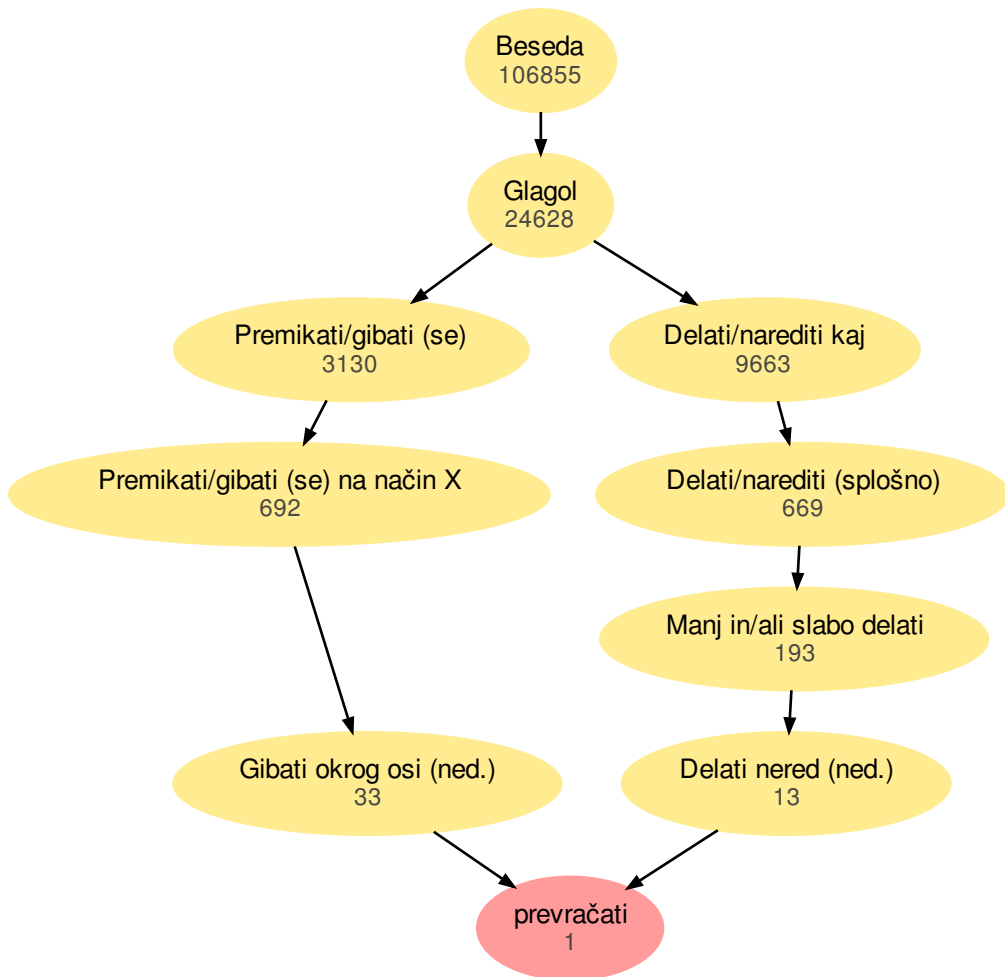 Beseda
106855
Glagol
24628
Premikati/gibati (se)
3130
Delati/narediti kaj
9663
Premikati/gibati (se) na način X
692
Delati/narediti (splošno)
669
Manj in/ali slabo delati
193
Gibati okrog osi (ned.)
33
Delati nered (ned.)
13
prevračati
1